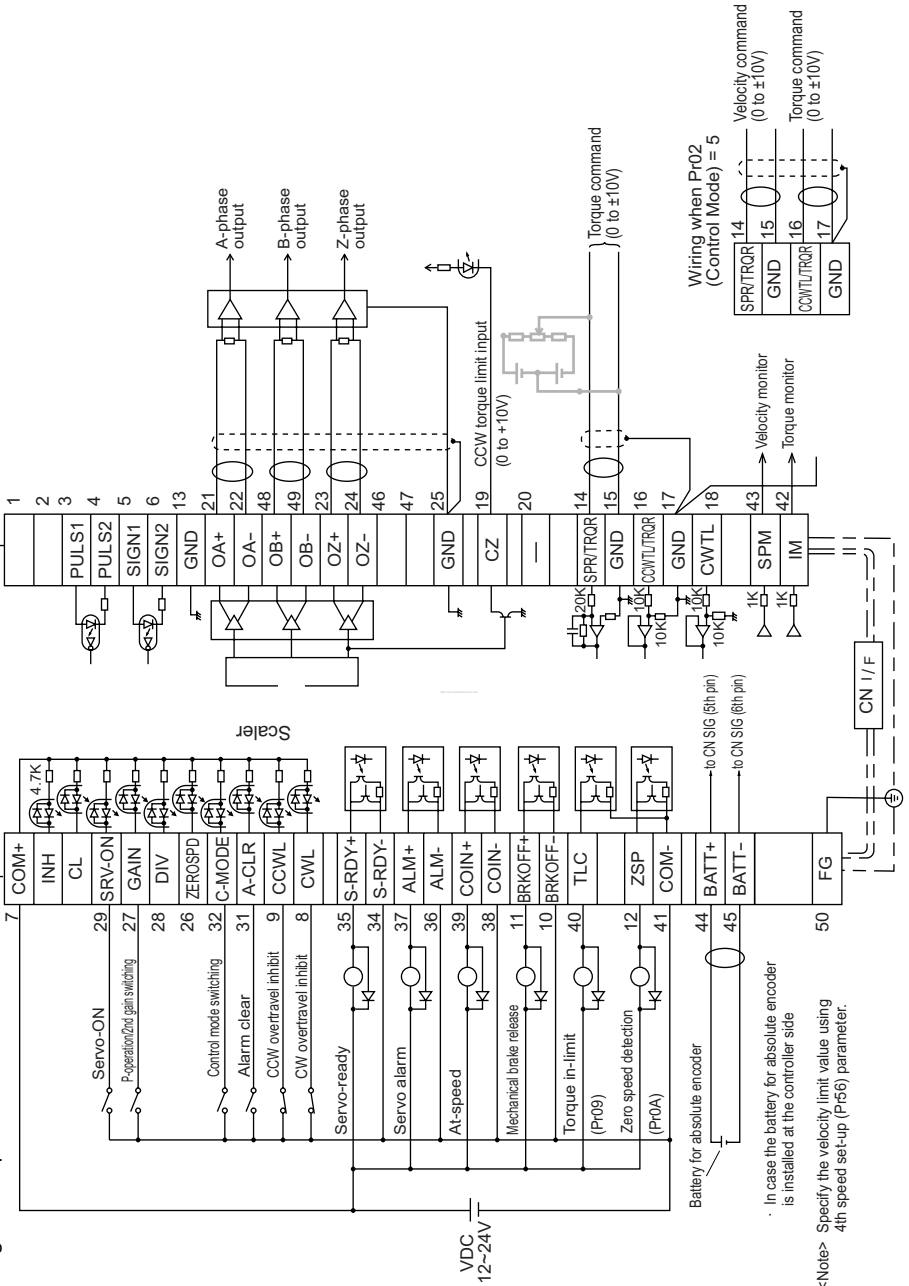 COM+
INH
CL
SRV-ON
GAIN
DIV
ZEROSPD
C-MODE
A-CLR
CCWL
CWL
S-RDY+
S-RDY-
ALM+
ALM-
COIN+
COIN-
BRKOFF+
BRKOFF-
TLC
ZSP
COM-
BATT+
BATT-
FG
7
29
27
28
26
32
31
9
8
35
34
37
36
39
38
11
10
40
12
41
44
45
50
4.7K
Scaler
Servo-ON
P-operation/2nd gain switching
Control mode switching
Alarm clear
CCW overtravel inhibit
CW overtravel inhibit
Servo-ready
Servo alarm
At-speed
Mechanical brake release
Torque in-limit
(Pr09)
Zero speed detection
(Pr0A)
VDC
12~24V
Battery for absolute encoder
to CN SIG (5th pin)
to CN SIG (6th pin)
· In case the battery for absolute encoder
is installed at the controller side
<Note> Specify the velocity limit value using
4th speed set-up (Pr56) parameter.
1
2
3
4
5
6
13
21
22
48
49
23
24
46
47
25
19
20
14
15
16
17
18
43
42
PULS1
PULS2
SIGN1
SIGN2
GND
OA+
OA-
OB+
OB-
OZ+
OZ-
GND
CZ
—
SPR/TRQR
GND
CCWTL/TRQR
GND
CWTL
SPM
IM
20K
10K
10K
10K
10K
1K
1K
CN I/F
A-phase
output
B-phase
output
Z-phase
output
CCW torque limit input
(0 to +10V)
Torque command
(0 to ±10V)
Velocity monitor
Torque monitor
Wiring when Pr02
(Control Mode) = 5
SPR/TRQR
GND
CCWTL/TRQR
GND
14
15
16
17
Velocity command
(0 to ±10V)
Torque command
(0 to ±10V)